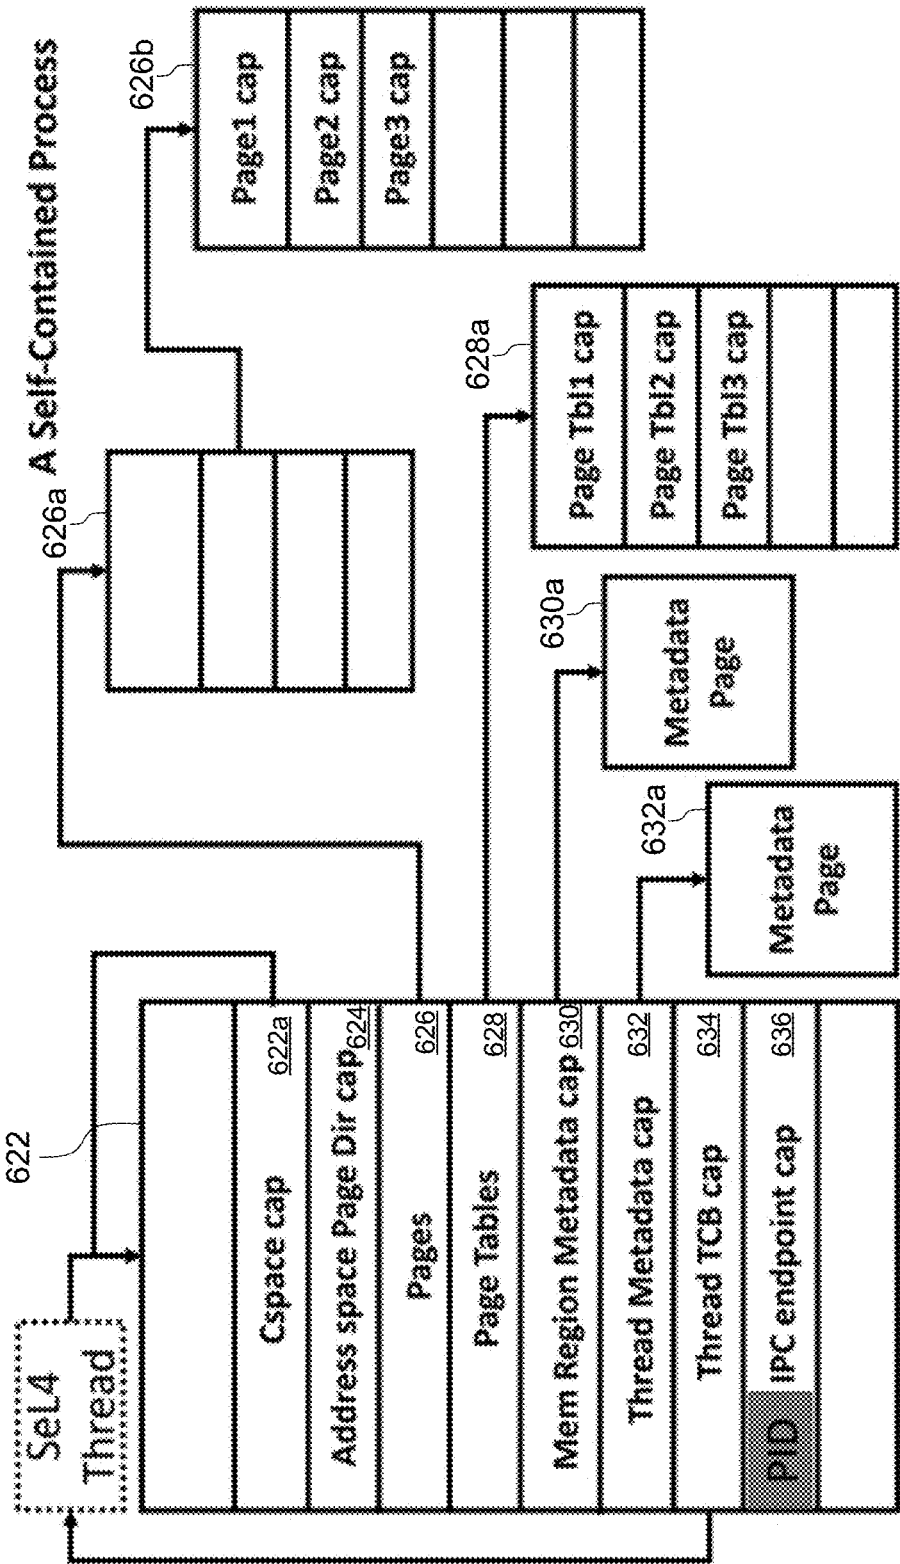 A Self-Contained Process
SeL4
Thread
622
Cspace cap 622a
Address space Page Dir cap 624
Pages 626
Page Tables 628
Mem Region Metadata cap 630
Thread Metadata cap 632
Thread TCB cap 634
PID IPC endpoint cap 636
626a
626b
Page1 cap
Page2 cap
Page3 cap
628a
Page Tbl1 cap
Page Tbl2 cap
Page Tbl3 cap
630a
Metadata
Page
632a
Metadata
Page